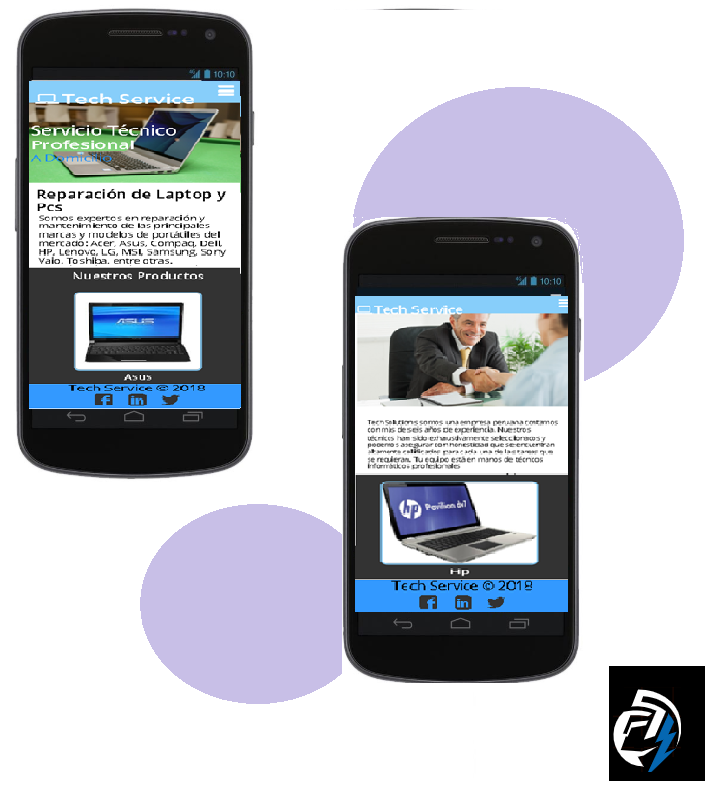 10:10
Tech Service
Servicio Técnico
Profesional
A Domicilio
Reparación de Laptop y
Pcs
Somos expertos en reparación y
mantenimiento de las principales
marcas y modelos de portátiles del
mercado: Acer, Asus, Compaq, Dell,
HP, Lenovo, LG, MSI, Samsung, Sony
Vaio, Toshiba, entre otras.
Nuestros Productos
ASUS
Asus
Tech Service © 2018
10:10
Tech Service
Tech Solutions somos una empresa peruana contamos
con más de seis años de experiencia. Nuestros
técnicos han sido exhaustivamente seleccionados y
podemos asegurar con honestidad que se encuentran
altamente calificados para cada una de las tareas que
se requieran. Tu equipo está en manos de técnicos
informáticos profesionales
hp Pavilion dv7
Hp
Tech Service © 2018